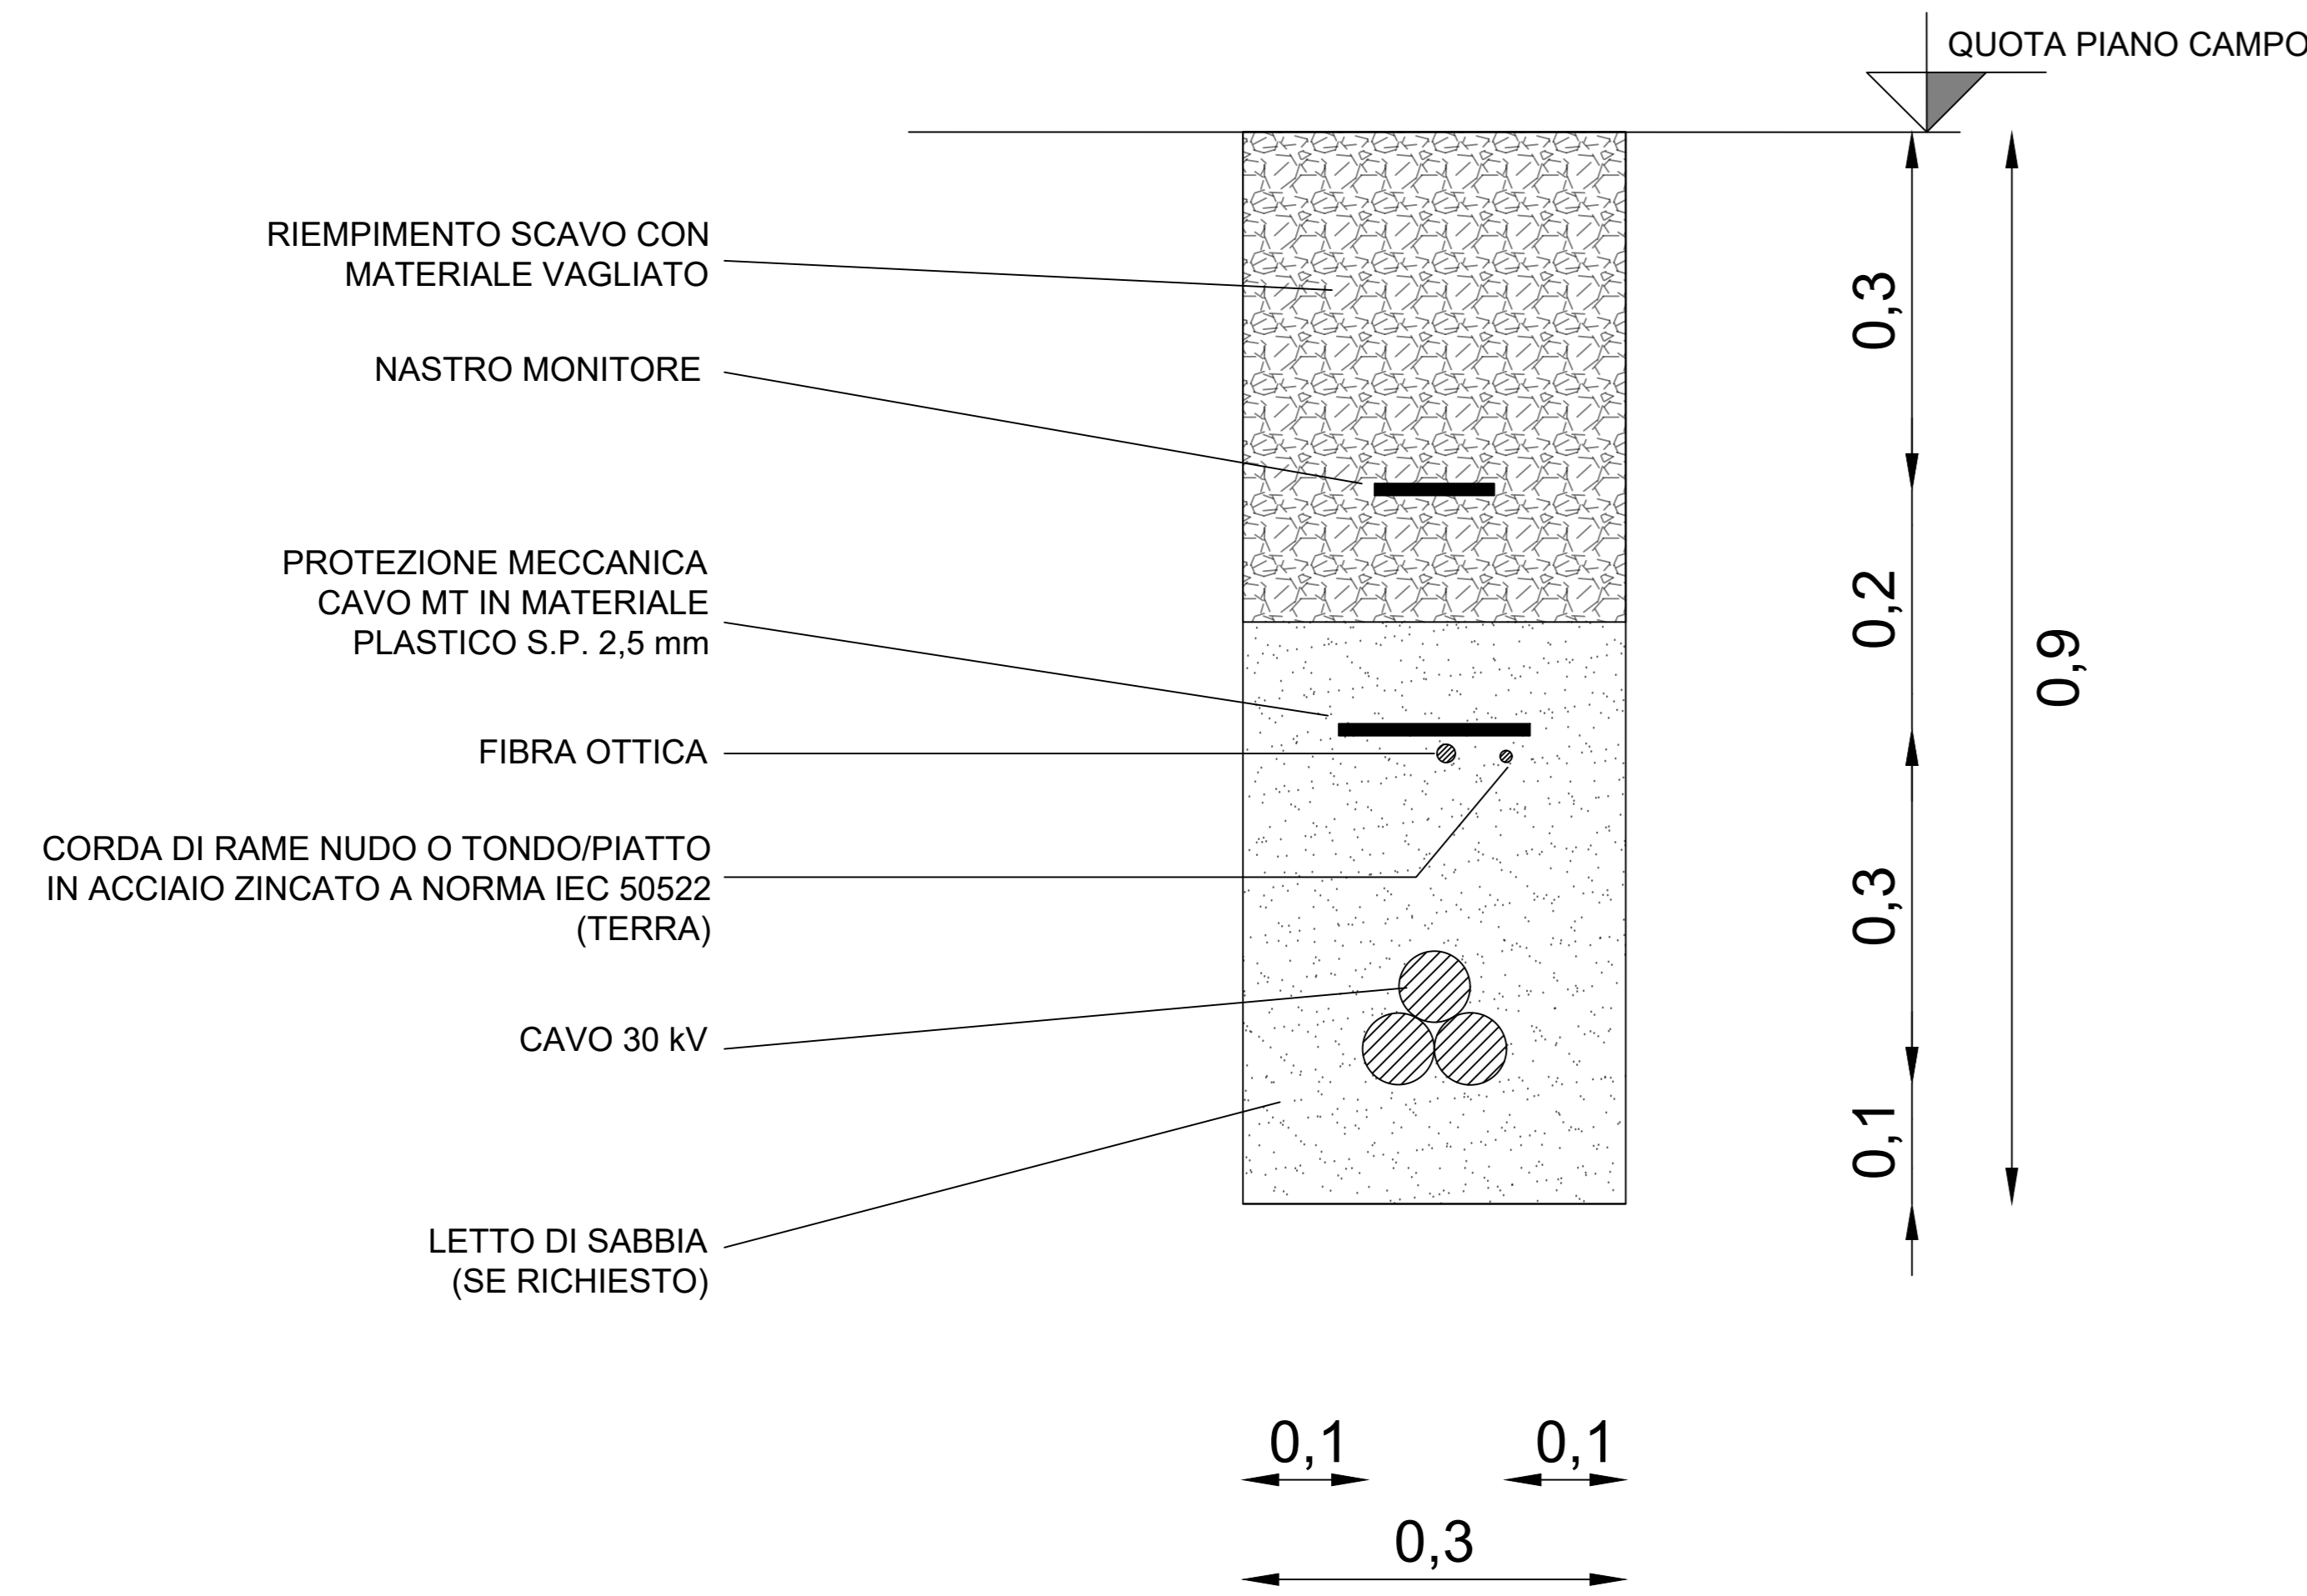 QUOTA PIANO CAMPO
RIEMPIMENTO SCAVO CON
MATERIALE VAGLIATO
NASTRO MONITORE
PROTEZIONE MECCANICA
CAVO MT IN MATERIALE
PLASTICO S.P. 2,5 mm
FIBRA OTTICA
CORDA DI RAME NUDO O TONDO/PIATTO
IN ACCIAIO ZINCATO A NORMA IEC 50522
(TERRA)
CAVO 30 kV
LETTO DI SABBIA
(SE RICHIESTO)
0,3
0,2
0,9
0,3
0,1
0,1
0,1
0,3